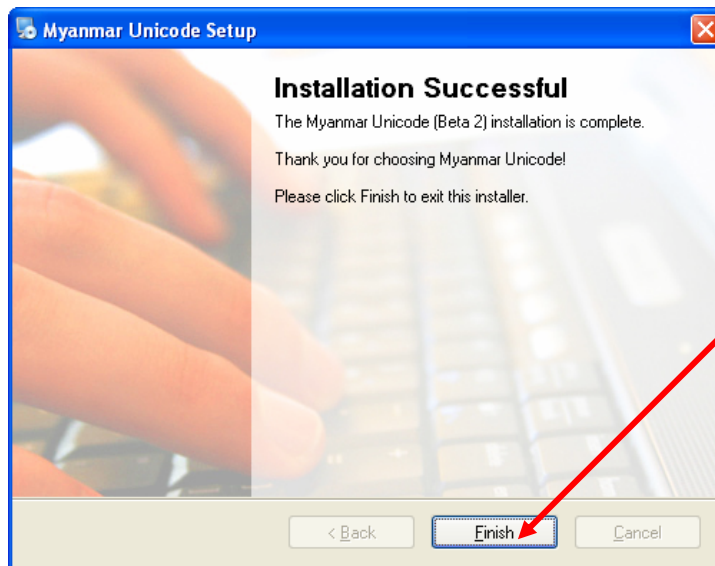 Myanmar Unicode Setup
Installation Successful
The Myanmar Unicode (Beta 2) installation is complete.
Thank you for choosing Myanmar Unicode!
Please click Finish to exit this installer.
< Back Finish Cancel